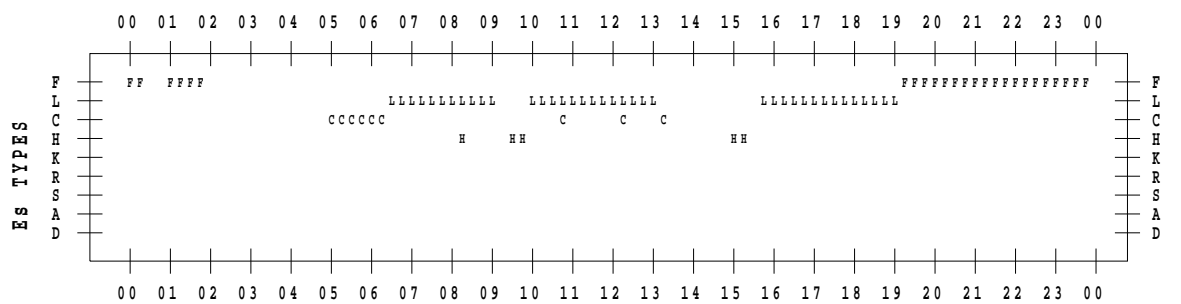 00 01 02 03 04 05 06 07 08 09 10 11 12 13 14 15 16 17 18 19 20 21 22 23 00
F FF FFFF FFFFFFFFFFFFFFFFFFF F
L LLLLLLLLLLL LLLLLLLLLLLLL LLLLLLLLLLLLLL L
C CCCCCC C C C C
H H HH HH H
K K
R R
S S
A A
D D
Es TYPES
00 01 02 03 04 05 06 07 08 09 10 11 12 13 14 15 16 17 18 19 20 21 22 23 00